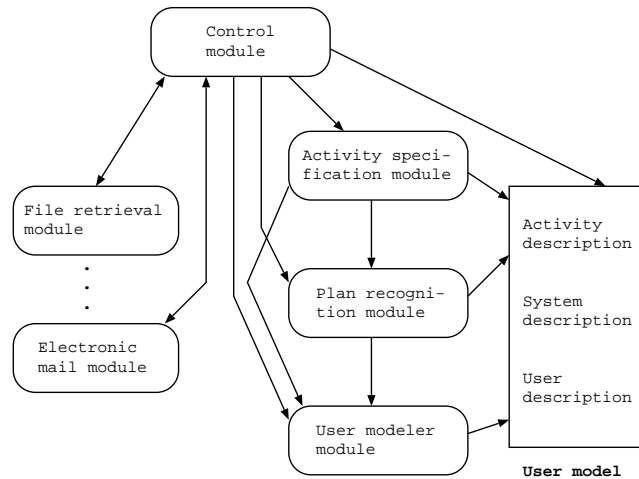 Control
module
Activity speci-
fication module
File retrieval
module
Activity
description
Plan recogni-
tion module
System
description
Electronic
mail module
User
description
User modeler
module
User model